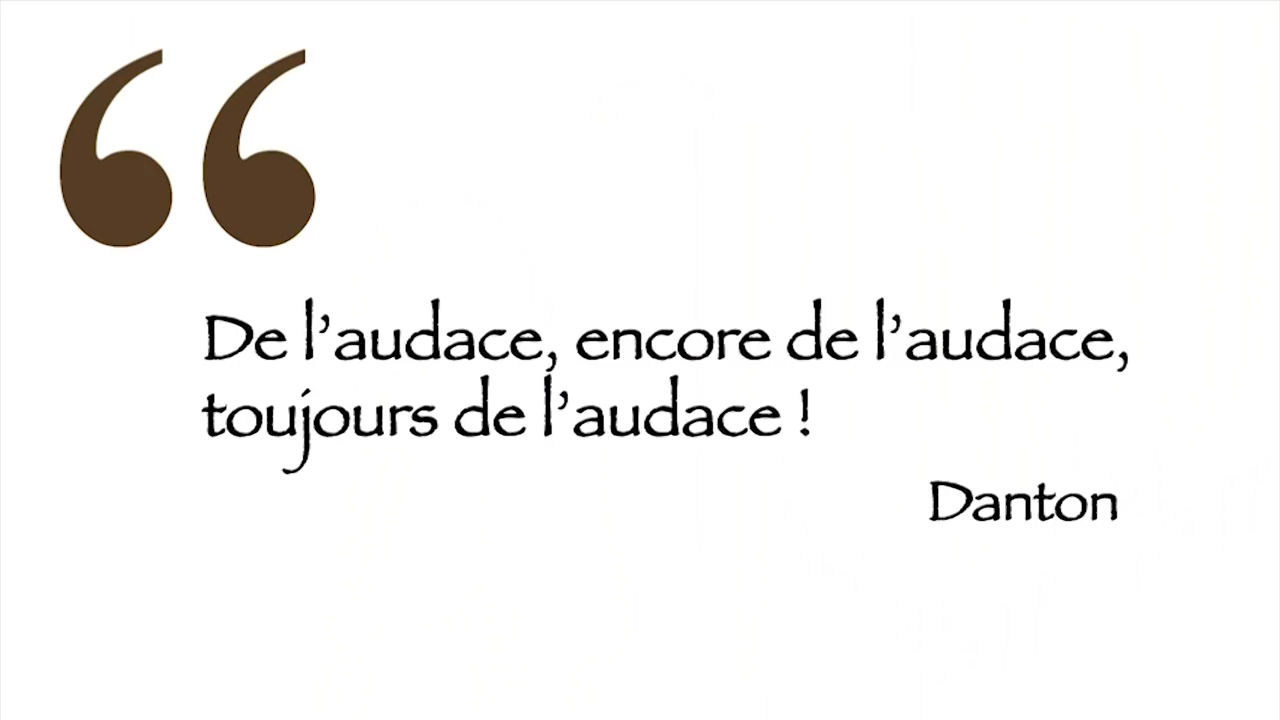 “
De l’audace, encore de l’audace,
toujours de l’audace !
Danton